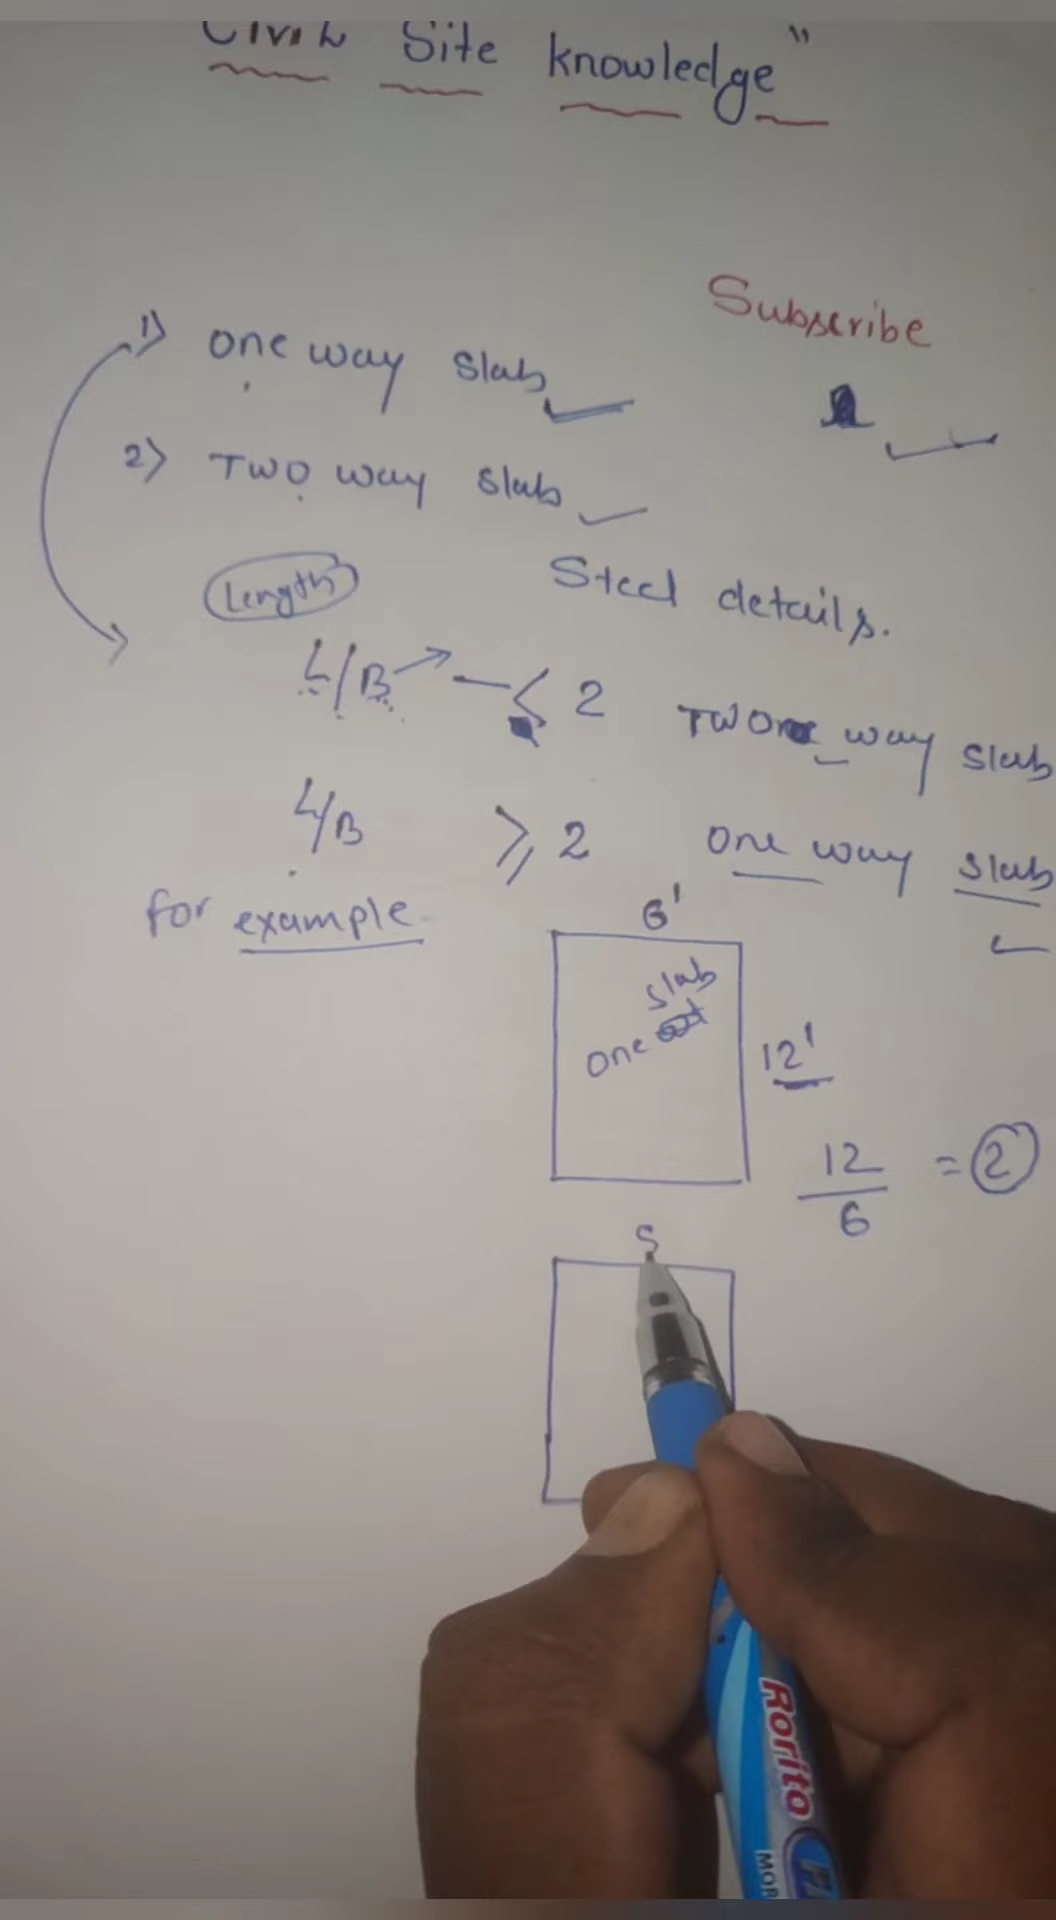 Civil Site knowledge"
Subscribe
1) one way slab
2) Two way slab
Length
Steel details.
L/B < 2 Two way slab
L/B ⩾ 2 one way slab
for example
6'
slab
one
12'
12/6 = 2
5
Rorito